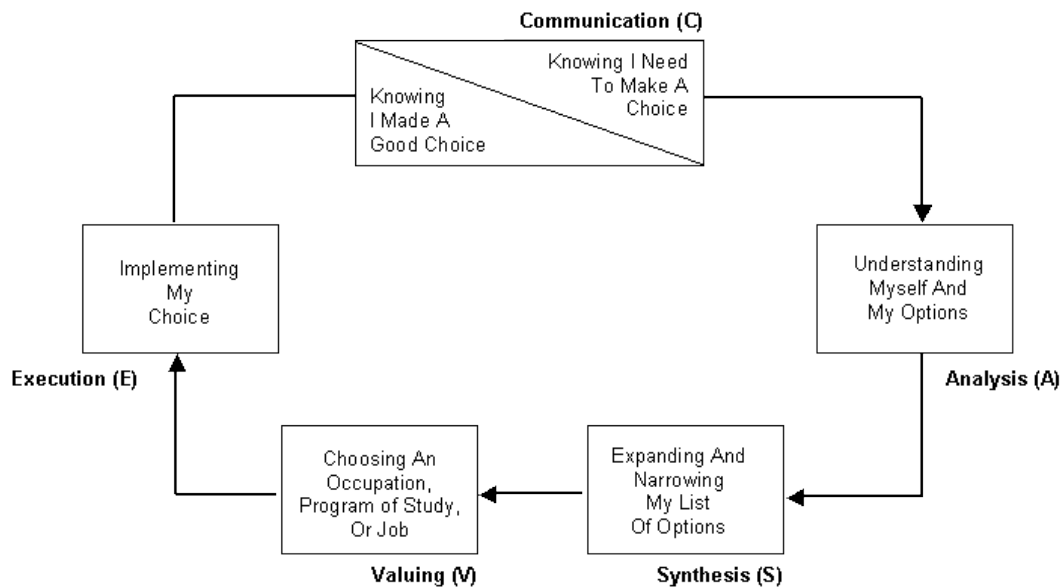 Communication (C)
Knowing I Need
To Make A
Choice
Knowing
I Made A
Good Choice
Implementing
My
Choice
Execution (E)
Understanding
Myself And
My Options
Analysis (A)
Choosing An
Occupation,
Program of Study,
Or Job
Valuing (V)
Expanding And
Narrowing
My List
Of Options
Synthesis (S)